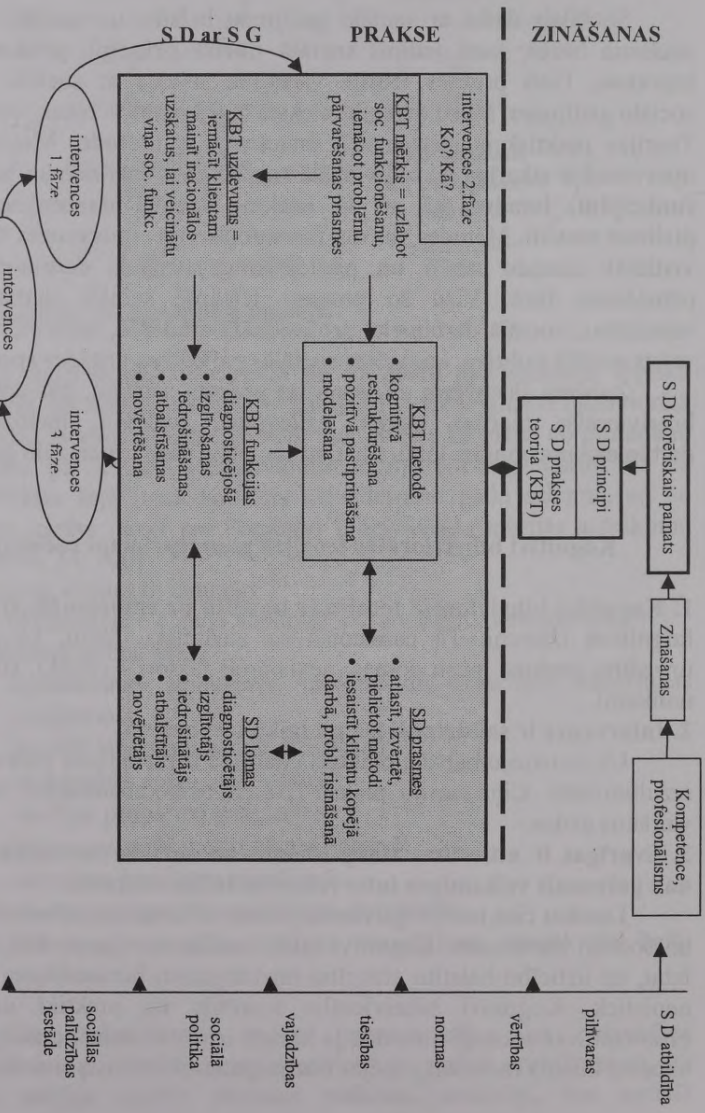 S D ar S G
PRAKSE
ZINĀŠANAS
S D teorētiskais pamats
Zināšanas
Kompetence,
profesionālisms
S D atbildība
S D principi
S D prakses
teorija (KBT)
intervences 2.fāze
Ko? Kā?
KBT mērķis = uzlabot
soc. funkcionēšanu,
iemācot problēmu
pārvarēšanas prasmes
KBT metode
• kognitīvā
restrukturēšana
• pozitīvā pastiprināšana
• modelēšana
SD prasmes
• atlasīt, izvērtēt,
pielietot metodi
• iesaistīt klientu kopējā
darbā, probl. risināšanā
KBT uzdevums =
iemācīt klientam
mainīt iracionālos
uzskatus, lai veicinātu
viņa soc. funkc.
KBT funkcijas
• diagnosticējošā
• izglītošanas
• iedrošināšanas
• atbalstīšanas
• novērtēšana
SD lomas
• diagnosticētājs
• izglītotājs
• iedrošinātājs
• atbalstītājs
• novērtētājs
intervences
1.fāze
intervences
intervences
3.fāze
pilnvaras
vērtības
normas
tiesības
vajadzības
sociālā
politika
sociālās
palīdzības
iestāde